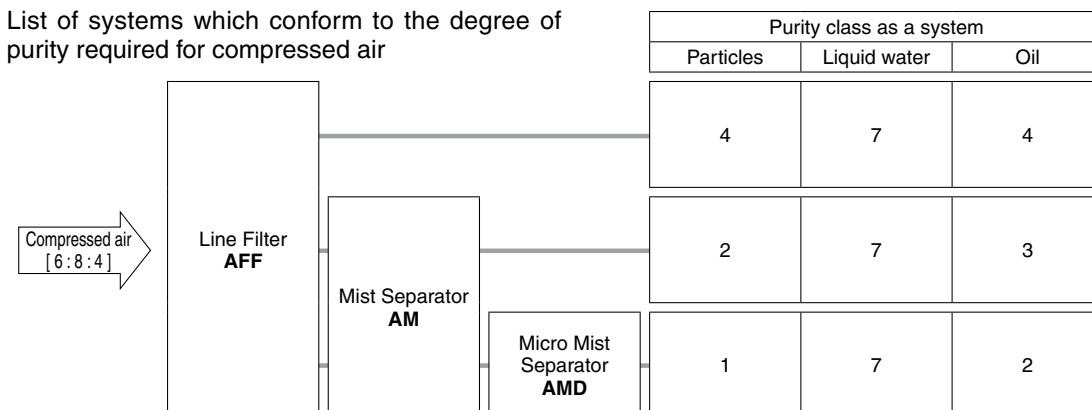 List of systems which conform to the degree of
purity required for compressed air
Purity class as a system
Particles Liquid water Oil
4 7 4
Compressed air
[ 6 : 8 : 4 ]
Line Filter
AFF
2 7 3
Mist Separator
AM
Micro Mist
Separator
AMD
1 7 2